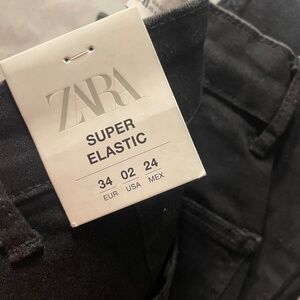 ZARA
SUPER
ELASTIC
34 02 24
EUR USA MEX